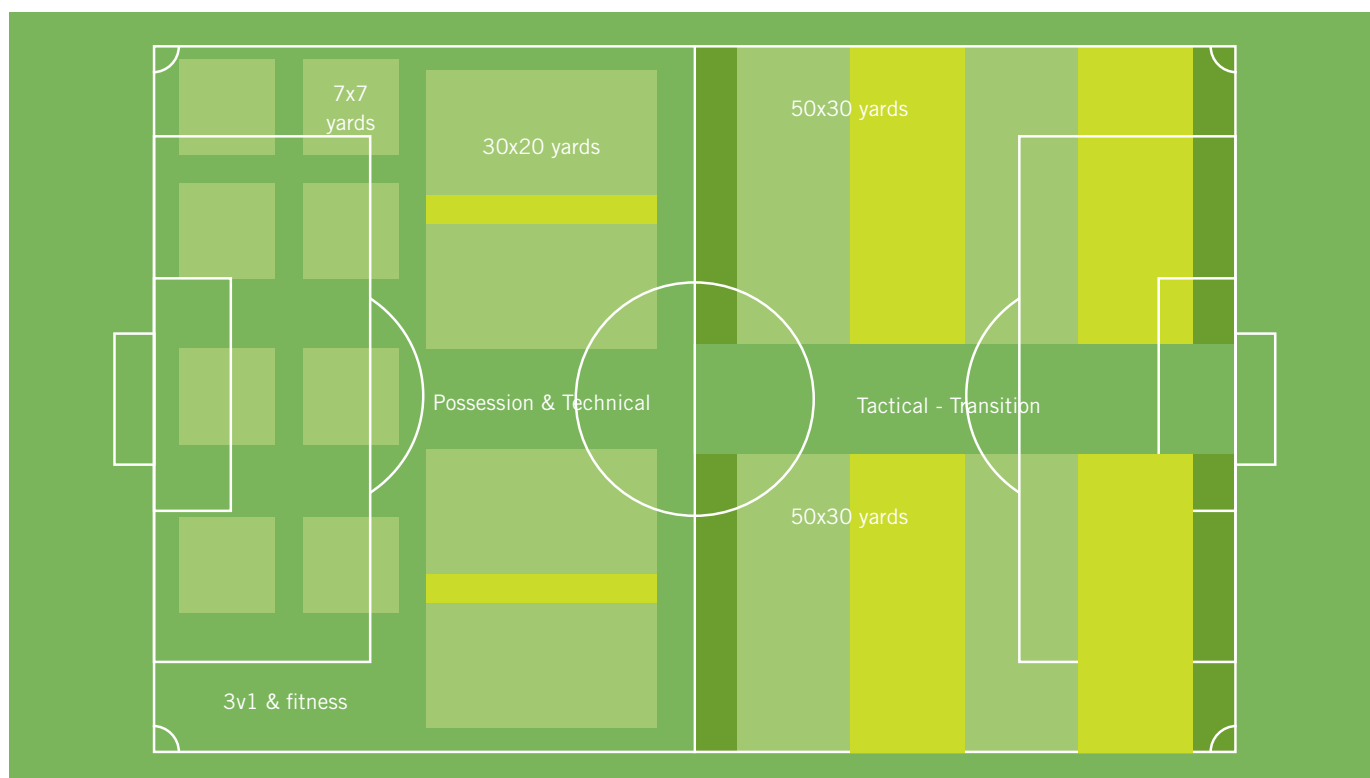 7x7
yards
30x20 yards
50x30 yards
Possession & Technical
Tactical - Transition
50x30 yards
3v1 & fitness